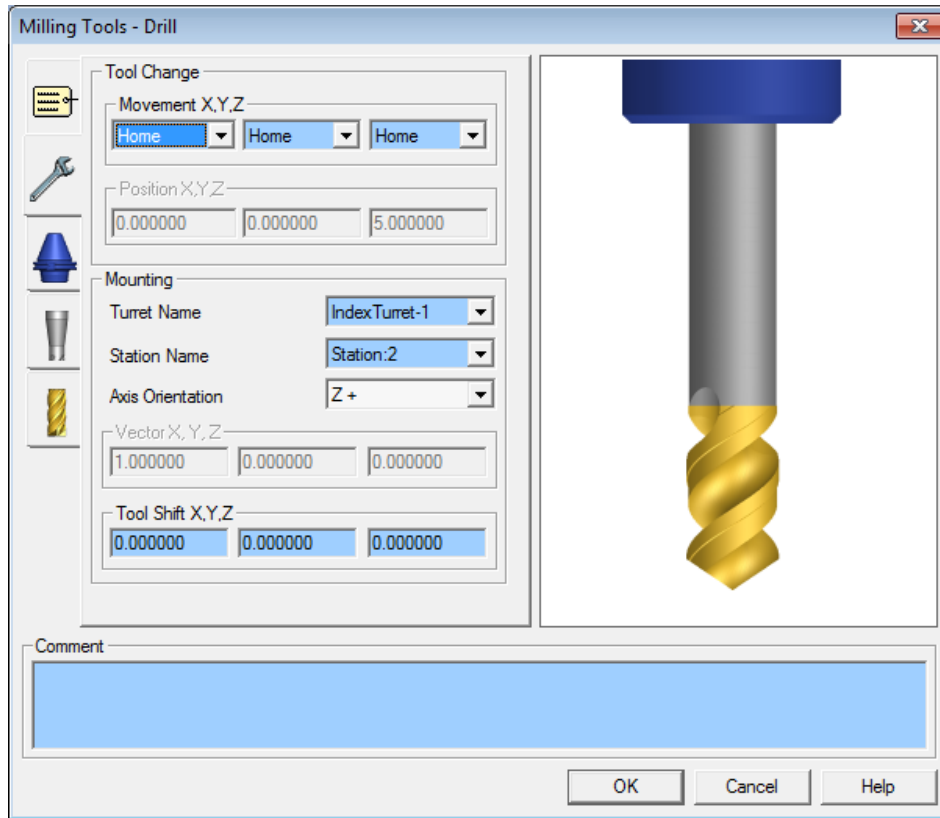 Milling Tools - Drill
Tool Change
Movement X,Y,Z
Home Home Home
Position X,Y,Z
0.000000 0.000000 5.000000
Mounting
Turret Name IndexTurret-1
Station Name Station:2
Axis Orientation Z +
Vector X, Y, Z
1.000000 0.000000 0.000000
Tool Shift X,Y,Z
0.000000 0.000000 0.000000
Comment
OK Cancel Help